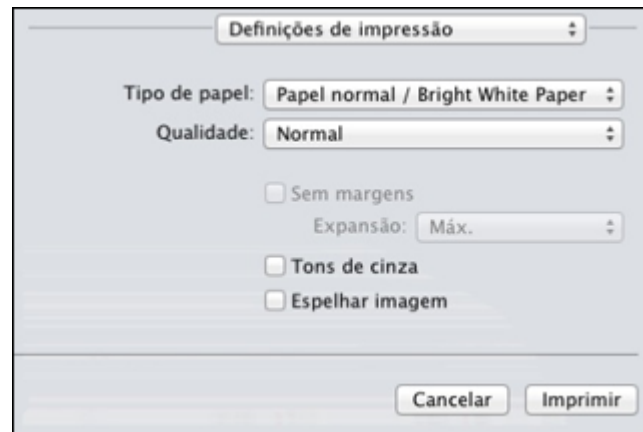 Definições de impressão
Tipo de papel: Papel normal / Bright White Paper
Qualidade: Normal
Sem margens
Expansão: Máx.
Tons de cinza
Espelhar imagem
Cancelar Imprimir